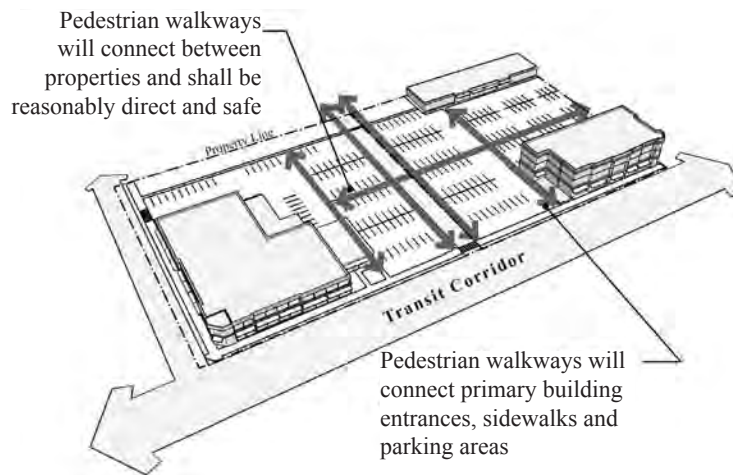 Pedestrian walkways
will connect between
properties and shall be
reasonably direct and safe
Property Line
Transit Corridor
Pedestrian walkways will
connect primary building
entrances, sidewalks and
parking areas